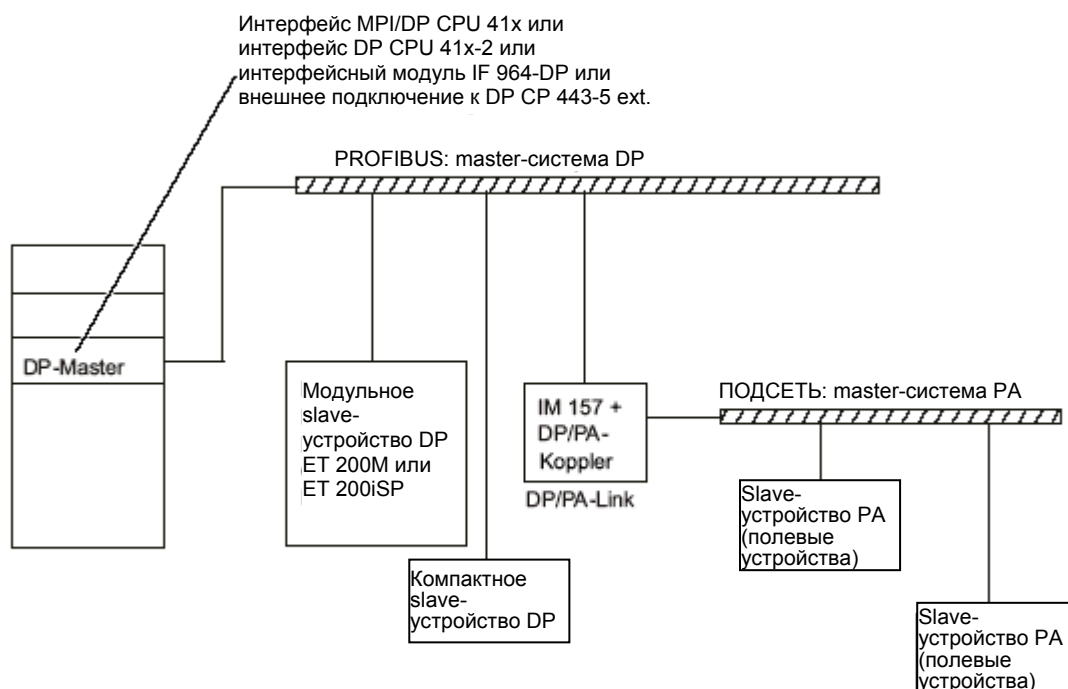 Интерфейс MPI/DP CPU 41x или
интерфейс DP CPU 41x-2 или
интерфейсный модуль IF 964-DP или
внешнее подключение к DP CP 443-5 ext.
PROFIBUS: master-система DP
DP-Master
Модульное
slave-
устройство DP
ET 200M или
ET 200iSP
Компактное
slave-
устройство DP
IM 157 +
DP/PA-
Koppler
DP/PA-Link
ПОДСЕТЬ: master-система PA
Slave-
устройство PA
(полевые
устройства)
Slave-
устройство PA
(полевые
устройства)